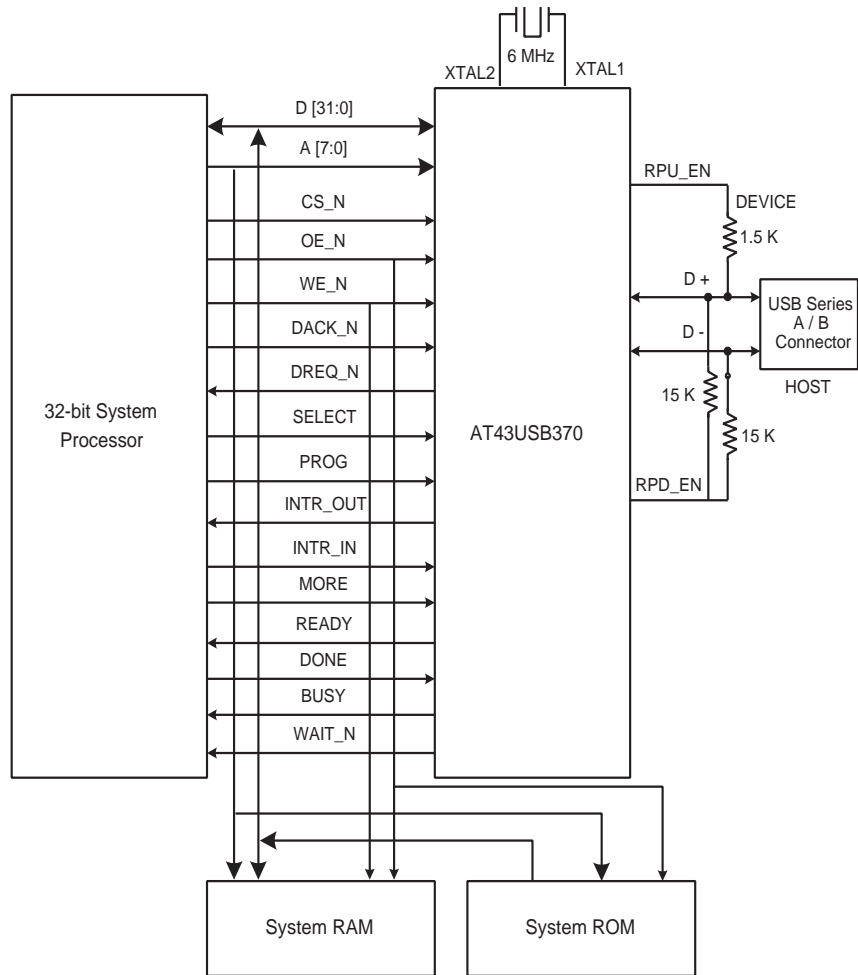 6 MHz
XTAL2
XTAL1
D [31:0]
A [7:0]
CS_N
OE_N
WE_N
DACK_N
DREQ_N
SELECT
PROG
INTR_OUT
INTR_IN
MORE
READY
DONE
BUSY
WAIT_N
32-bit System
Processor
AT43USB370
RPU_EN
DEVICE
1.5 K
D +
D -
USB Series
A / B
Connector
HOST
15 K
15 K
RPD_EN
System RAM
System ROM